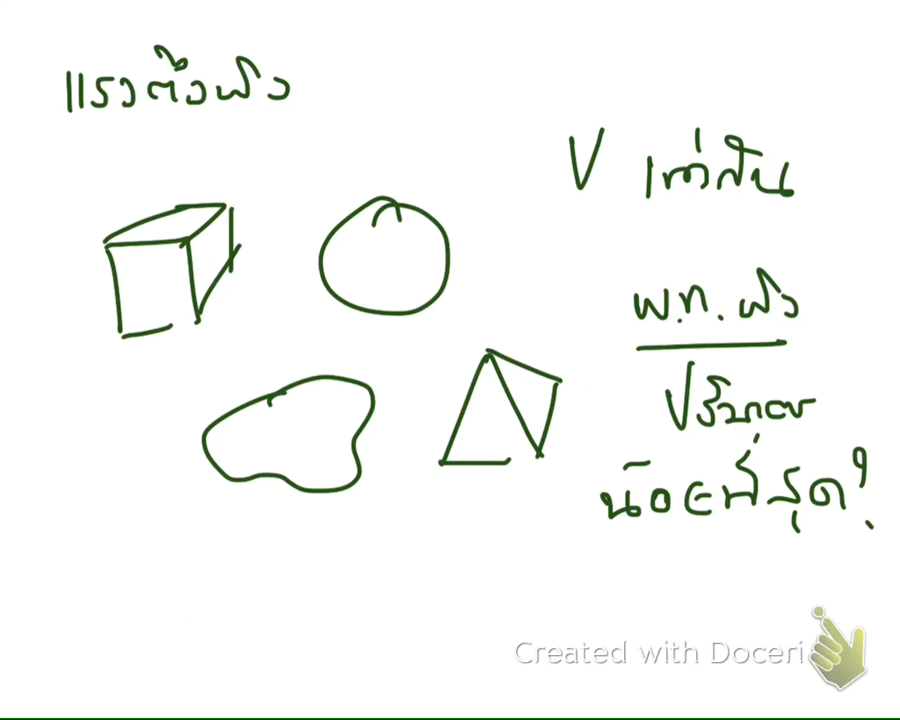 แรงตึงผิว
V เท่ากัน
พ.ท.ผิว
ปริมาตร
น้อยที่สุด?
Created with Doceri